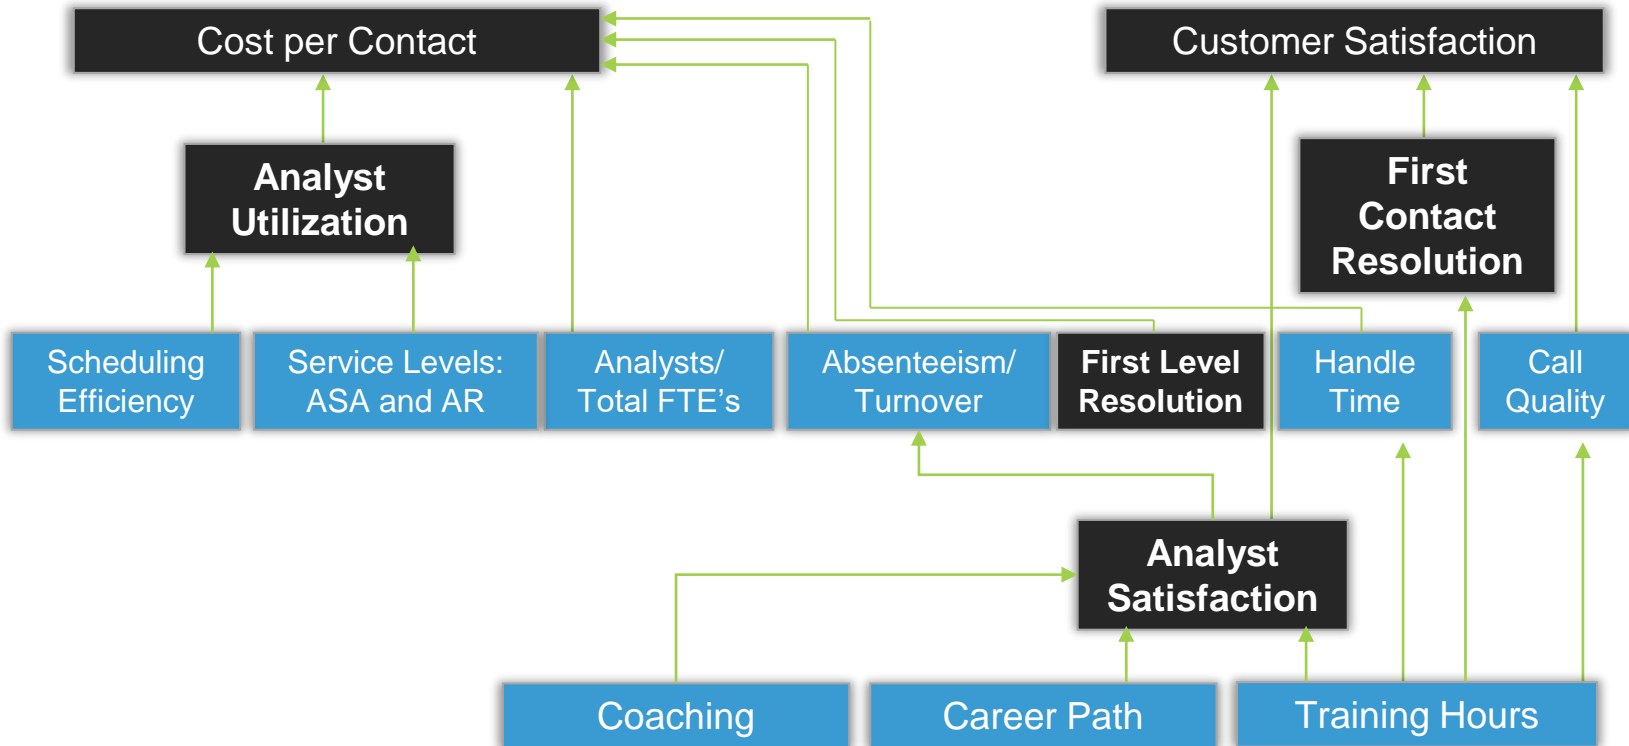 Cost per Contact
Customer Satisfaction
Analyst
Utilization
First
Contact
Resolution
Scheduling
Efficiency
Service Levels:
ASA and AR
Analysts/
Total FTE’s
Absenteeism/
Turnover
First Level
Resolution
Handle
Time
Call
Quality
Analyst
Satisfaction
Coaching
Career Path
Training Hours